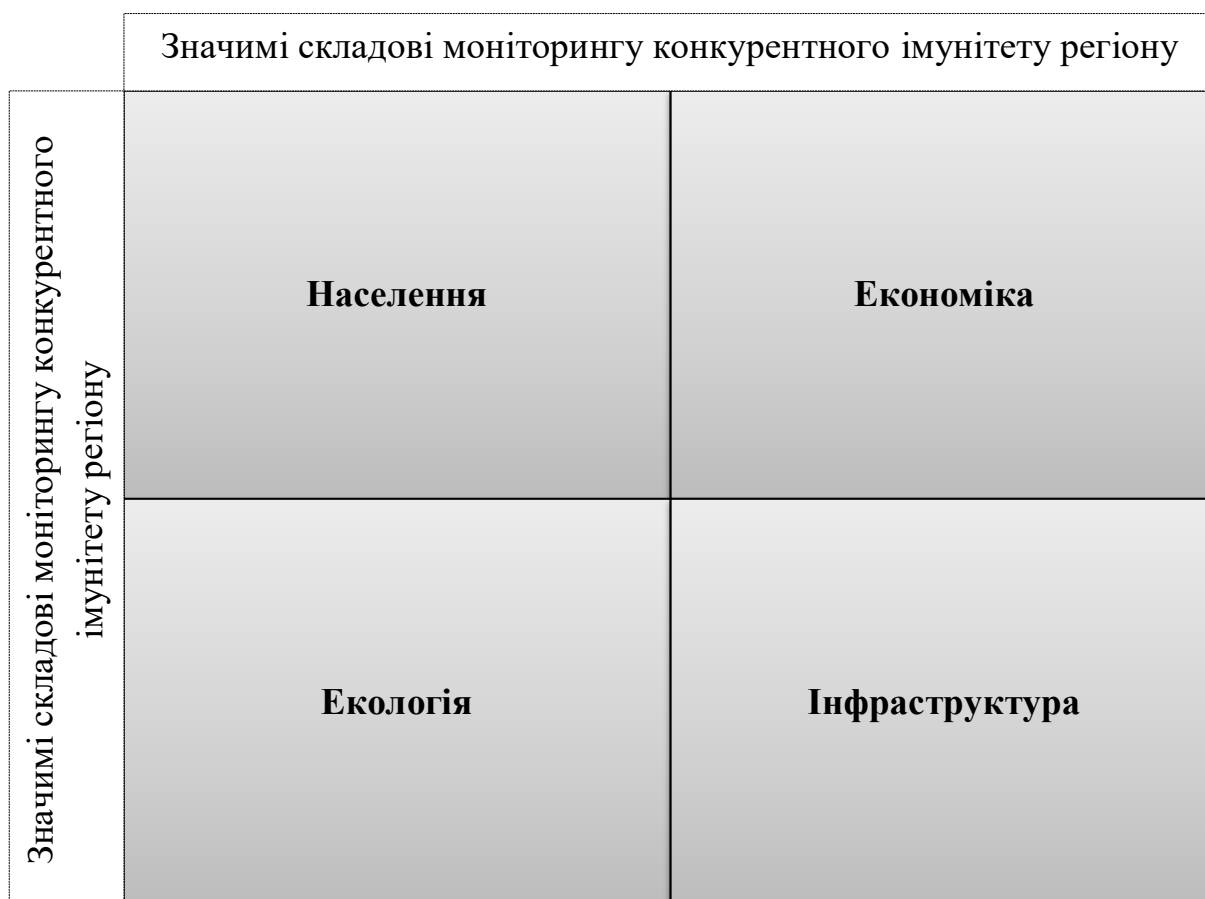 Значимі складові моніторингу конкурентного імунітету регіону
Значимі складові моніторингу конкурентного
імунітету регіону
Населення
Економіка
Екологія
Інфраструктура